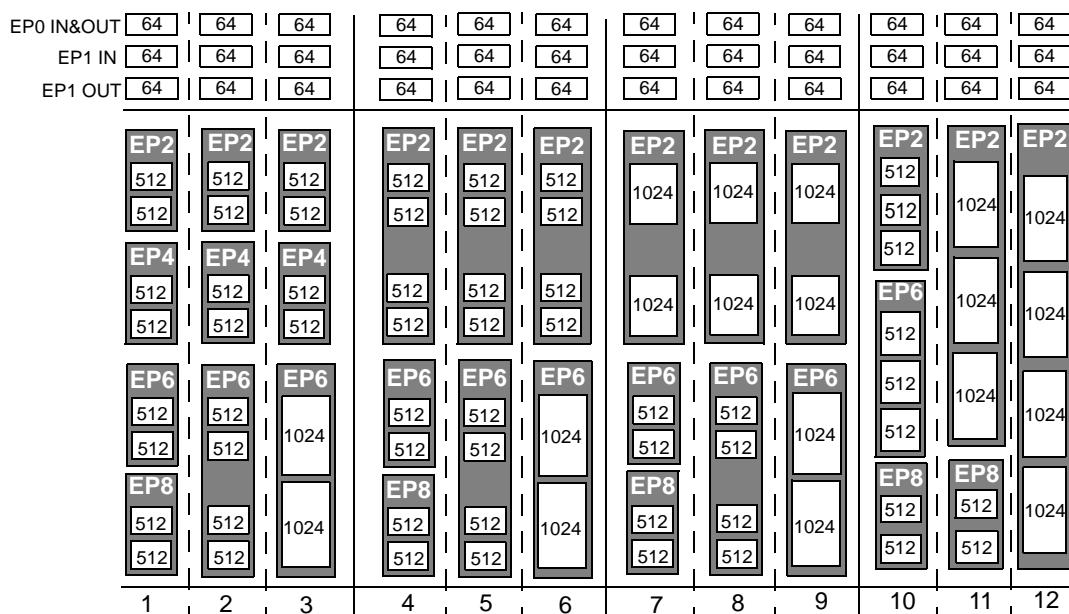 EP0 IN&OUT 64 64 64 64 64 64 64 64 64 64 64 64
EP1 IN 64 64 64 64 64 64 64 64 64 64 64 64
EP1 OUT 64 64 64 64 64 64 64 64 64 64 64 64
EP2 EP2 EP2 EP2 EP2 EP2 EP2 EP2 EP2 EP2 EP2 EP2
512 512 512 512 512 512 1024 1024 1024 512 1024 1024
512 512 512 512 512 512 512
512
EP4 EP4 EP4
512 512 512 512 512 512 1024 1024 1024 EP6 1024 1024
512 512 512 512 512 512 512
EP6 EP6 EP6 EP6 EP6 EP6 EP6 EP6 EP6 512 1024 1024
512 512 1024 512 512 1024 512 512 1024 512
512 512 512 512 512 512
EP8 EP8 EP8 EP8 EP8
512 512 1024 512 512 1024 512 512 1024 512 512 1024
512 512 512 512 512 512 512 512
1 2 3 4 5 6 7 8 9 10 11 12